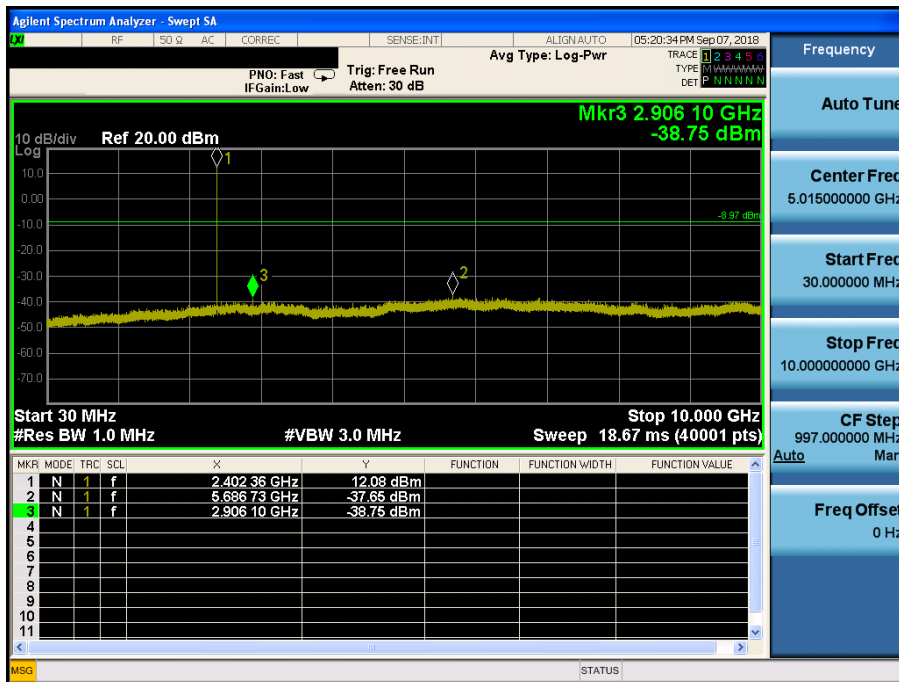 Agilent Spectrum Analyzer - Swept SA
LXI RF 50 Ω AC CORREC SENSE:INT ALIGN AUTO 05:20:34 PM Sep 07, 2018
PNO: Fast
IFGain:Low
Trig: Free Run
Atten: 30 dB
Avg Type: Log-Pwr
TRACE 1 2 3 4 5 6
TYPE M WWWWW
DET P N N N N N
Mkr3 2.906 10 GHz
-38.75 dBm
10 dB/div
Log
Ref 20.00 dBm
10.0
0.00
-10.0
-20.0
-30.0
-40.0
-50.0
-60.0
-70.0
1
3
2
-8.97 dBm
Start 30 MHz Stop 10.000 GHz
#Res BW 1.0 MHz #VBW 3.0 MHz Sweep 18.67 ms (40001 pts)
MKR MODE TRC SCL X Y FUNCTION FUNCTION WIDTH FUNCTION VALUE
1 N 1 f 2.402 36 GHz 12.08 dBm
2 N 1 f 5.686 73 GHz -37.65 dBm
3 N 1 f 2.906 10 GHz -38.75 dBm
4
5
6
7
8
9
10
11
MSG STATUS
Frequency
Auto Tune
Center Freq
5.015000000 GHz
Start Freq
30.000000 MHz
Stop Freq
10.000000000 GHz
CF Step
997.000000 MHz
Auto Man
Freq Offset
0 Hz